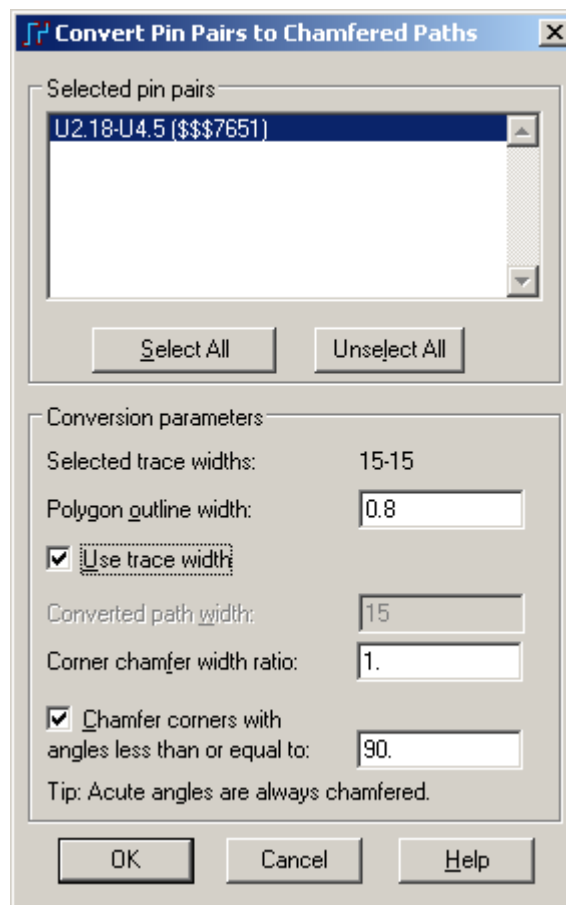 Convert Pin Pairs to Chamfered Paths
Selected pin pairs
U2.18-U4.5 ($$$7651)
Select All
Unselect All
Conversion parameters
Selected trace widths: 15-15
Polygon outline width: 0.8
Use trace width
Converted path width: 15
Corner chamfer width ratio: 1.
Chamfer corners with
angles less than or equal to: 90.
Tip: Acute angles are always chamfered.
OK Cancel Help